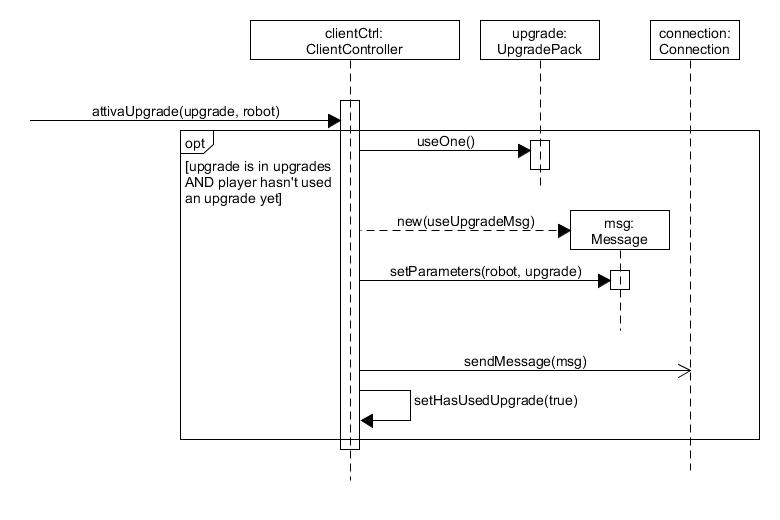 clientCtrl:
ClientController
upgrade:
UpgradePack
connection:
Connection
attivaUpgrade(upgrade, robot)
opt
useOne()
[upgrade is in upgrades
AND player hasn't used
an upgrade yet]
new(useUpgradeMsg)
msg:
Message
setParameters(robot, upgrade)
sendMessage(msg)
setHasUsedUpgrade(true)